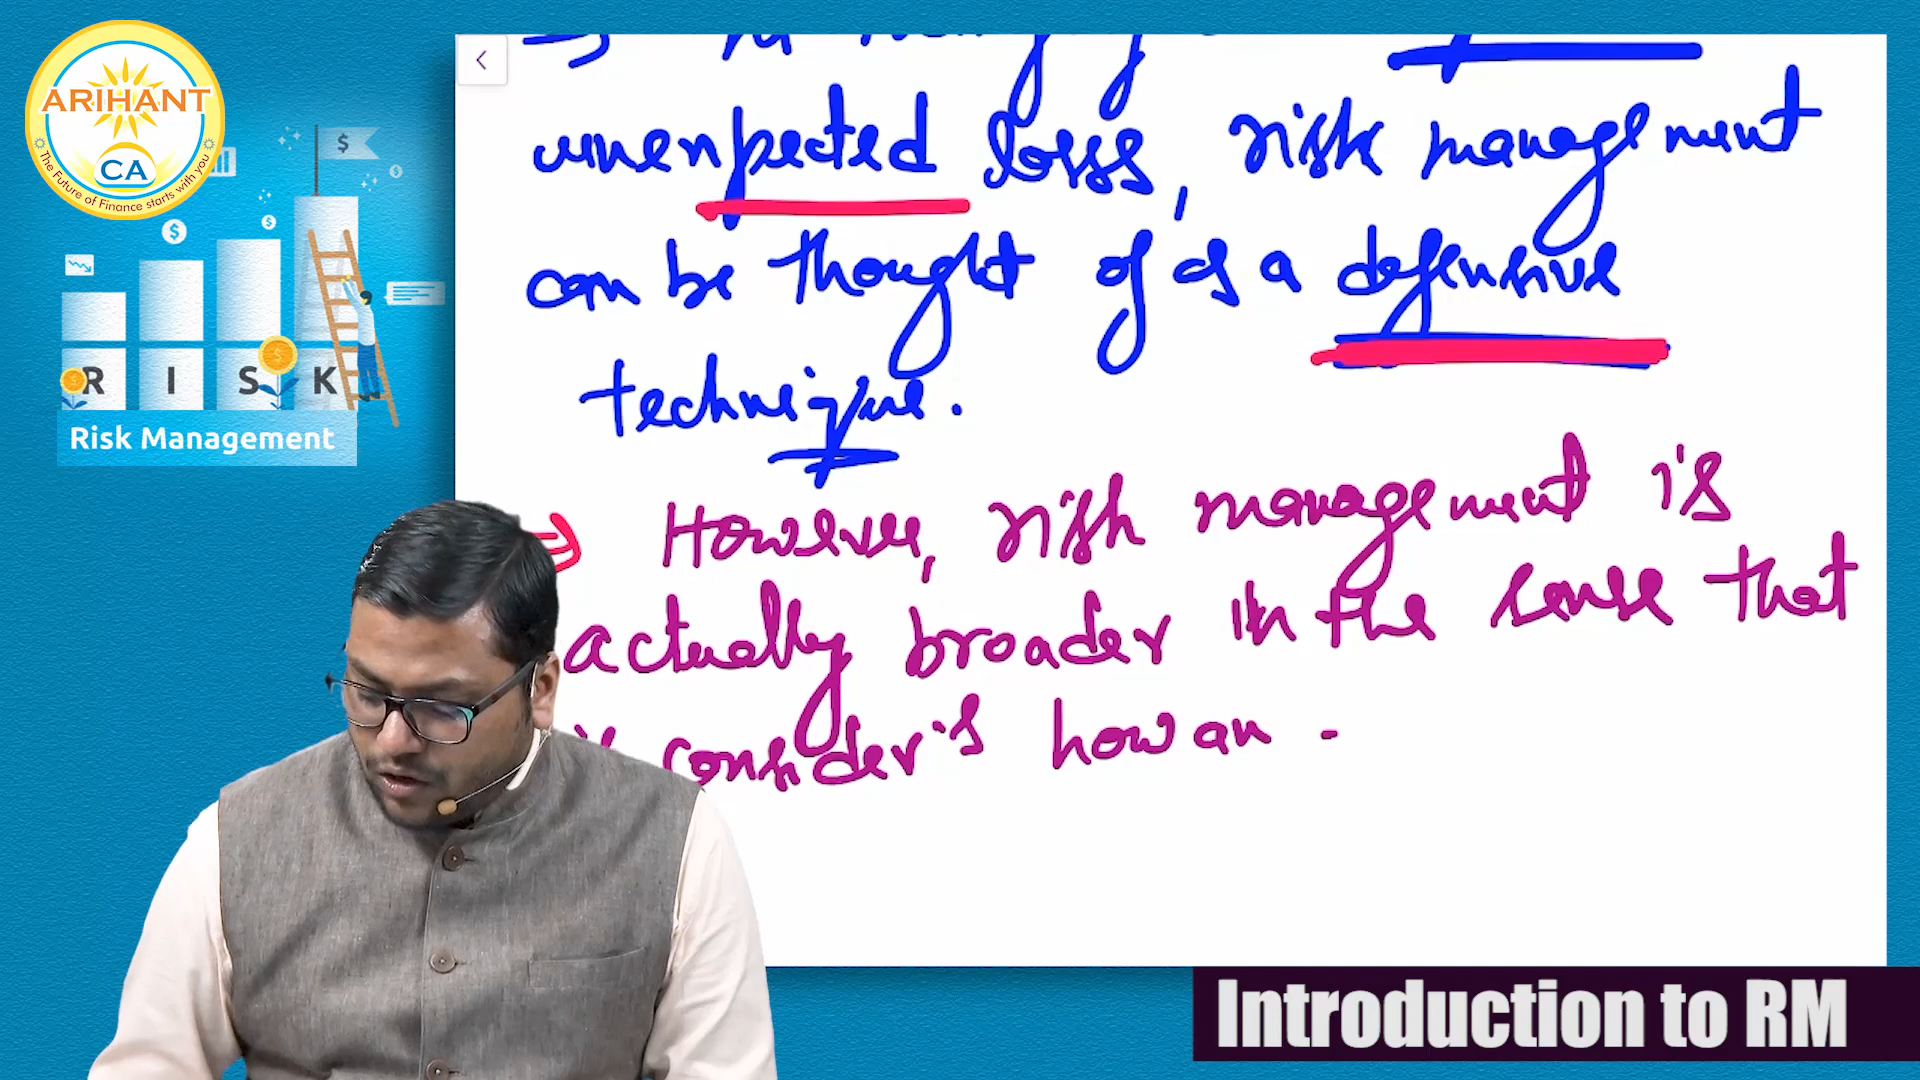 ARIHANT
CA
The Future of Finance starts with you
R I S K
Risk Management
unexpected loss, risk management
can be thought of as a defensive
technique.
⇒ However, risk management is
actually broader in the sense that
consider's how an
Introduction to RM